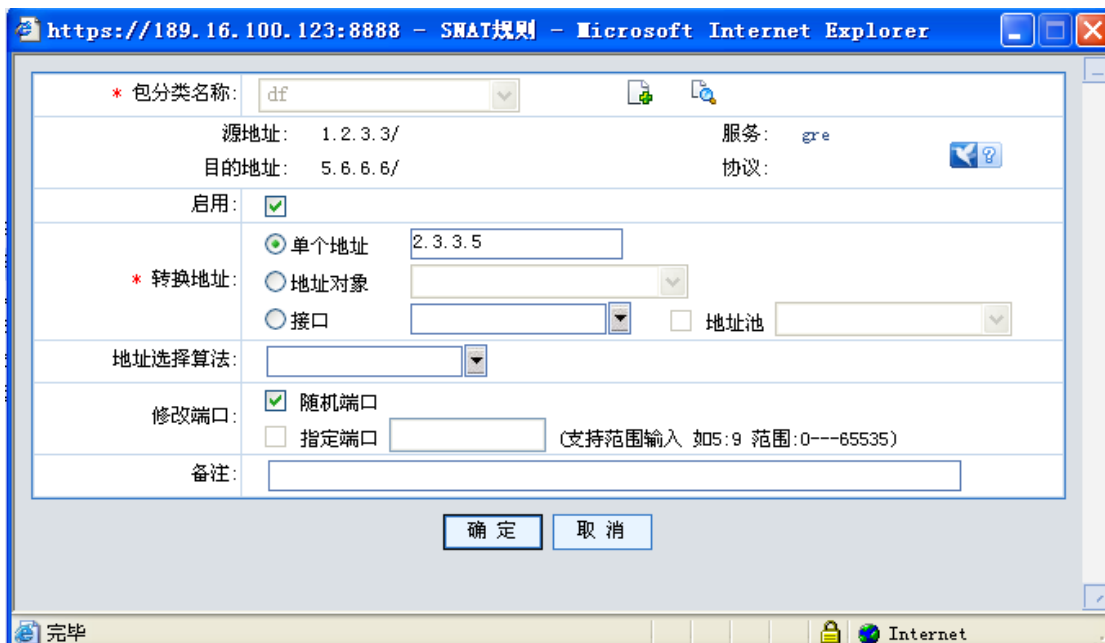 https://189.16.100.123:8888 - SNAT规则 - Microsoft Internet Explorer
* 包分类名称: df
源地址: 1.2.3.3/ 服务: gre
目的地址: 5.6.6.6/ 协议:
启用:
* 转换地址: 单个地址 2.3.3.5
地址对象
接口 地址池
地址选择算法:
修改端口: 随机端口
指定端口 (支持范围输入 如5:9 范围:0---65535)
备注:
确 定 取 消
完毕 Internet